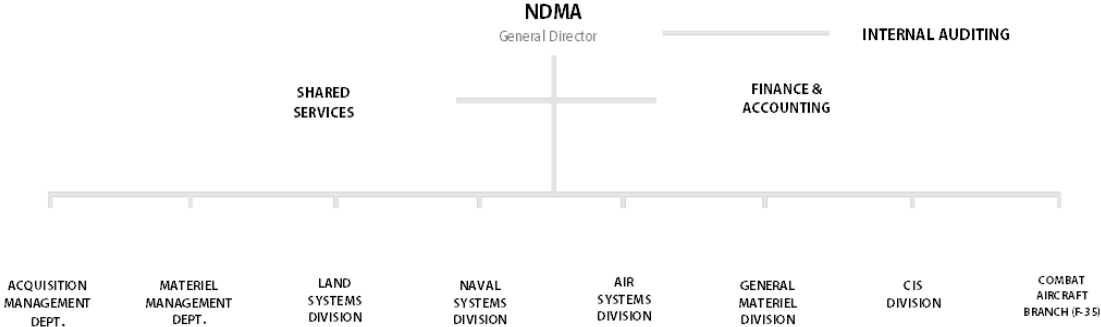 NDMA
General Director
INTERNAL AUDITING
SHARED
SERVICES
FINANCE &
ACCOUNTING
ACQUISITION
MANAGEMENT
DEPT.
MATERIEL
MANAGEMENT
DEPT.
LAND
SYSTEMS
DIVISION
NAVAL
SYSTEMS
DIVISION
AIR
SYSTEMS
DIVISION
GENERAL
MATERIEL
DIVISION
CIS
DIVISION
COMBAT
AIRCRAFT
BRANCH (F-35)